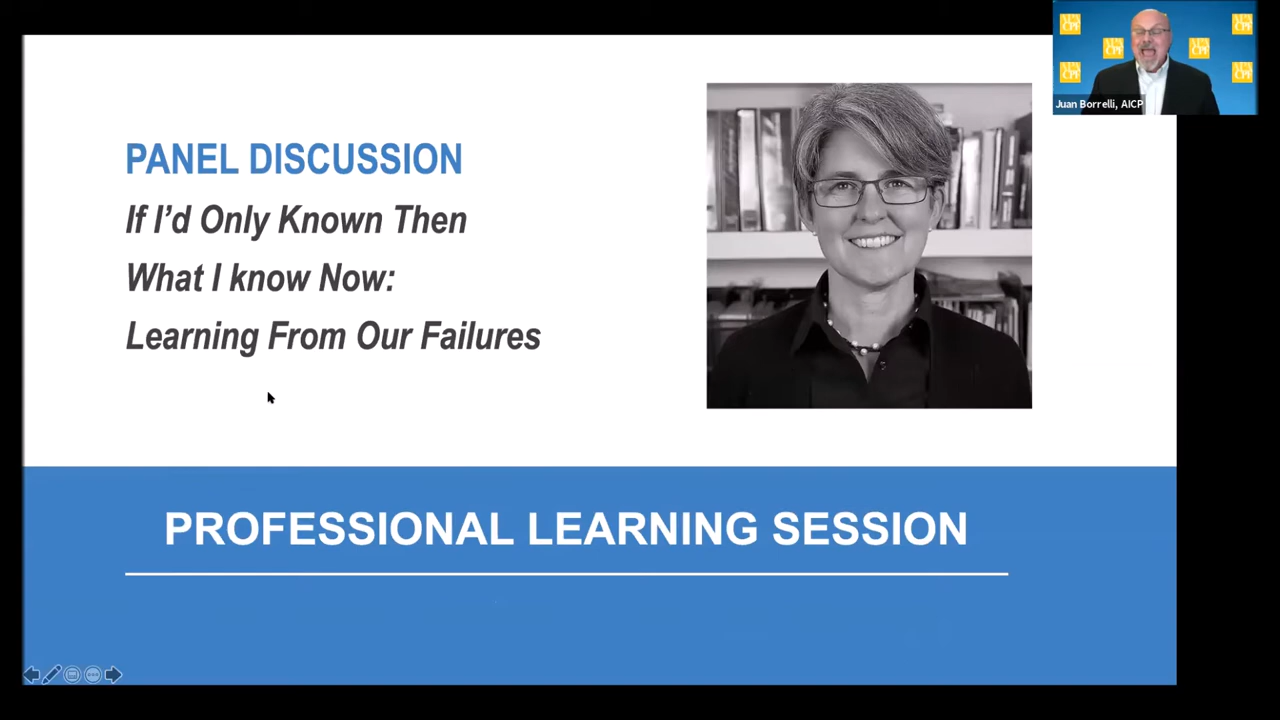 PANEL DISCUSSION
If I'd Only Known Then
What I know Now:
Learning From Our Failures
PROFESSIONAL LEARNING SESSION
Juan Borrelli, AICP